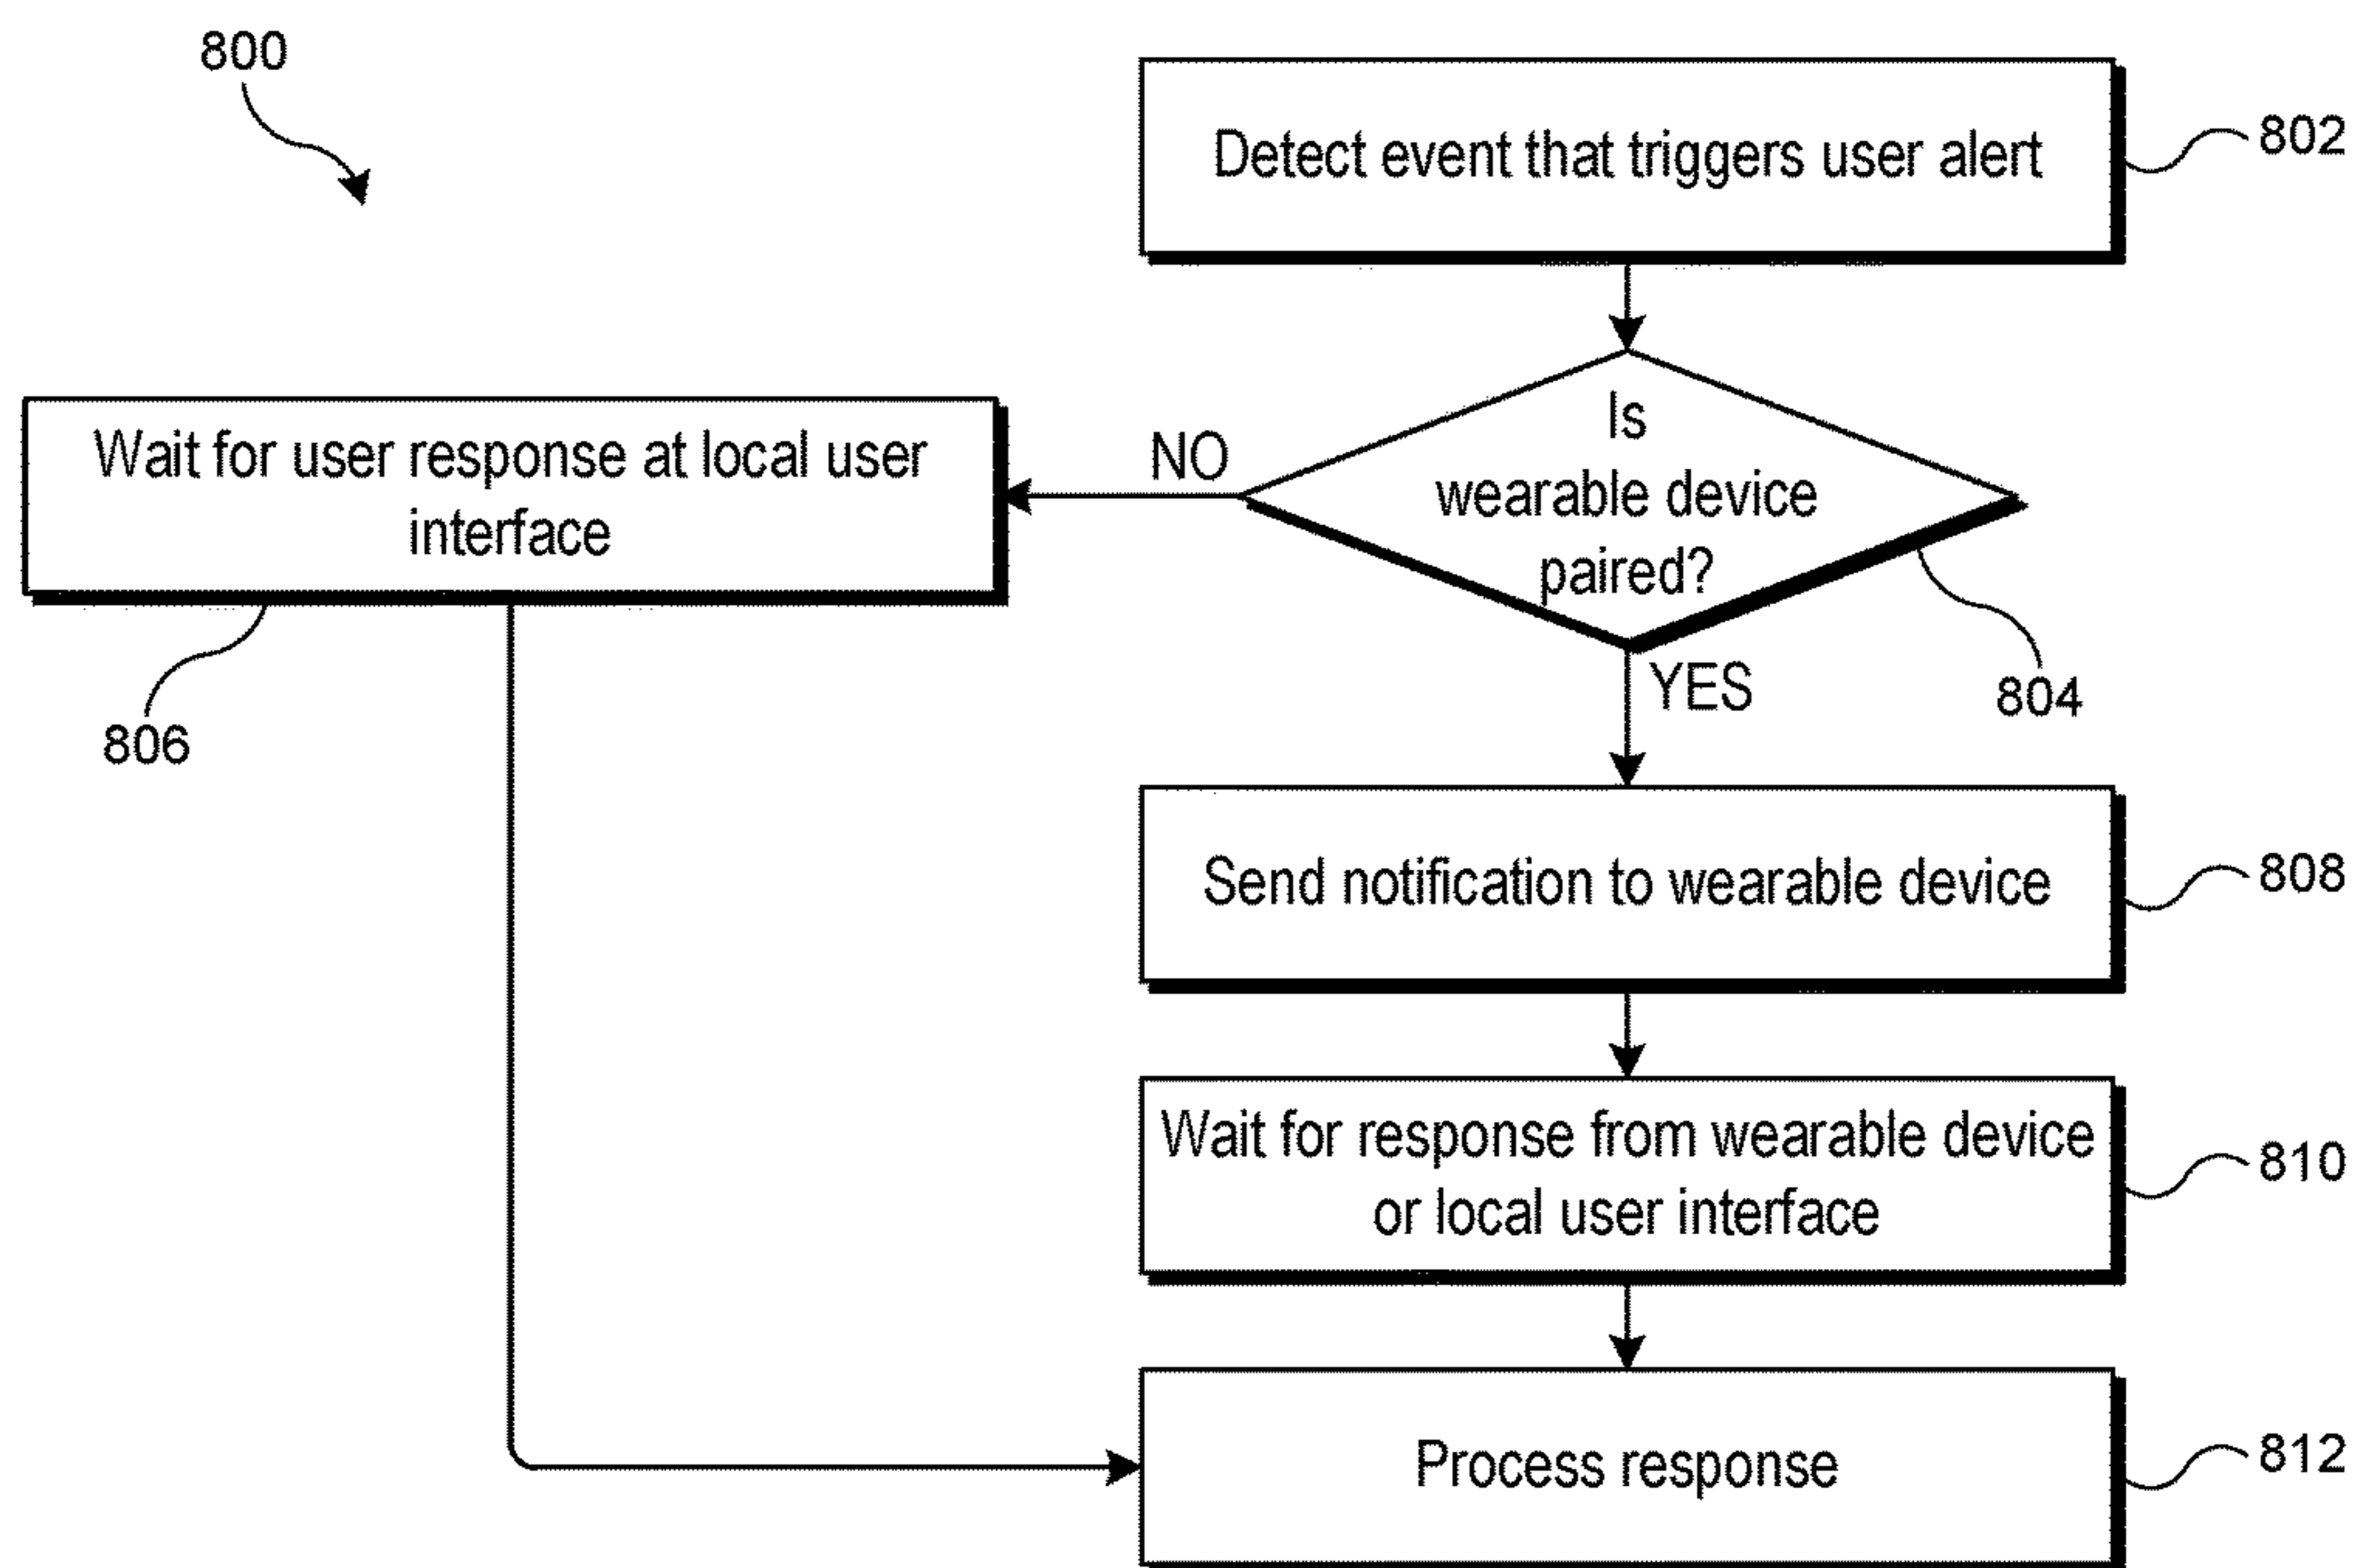 800
Detect event that triggers user alert
802
Is
wearable device
paired?
804
NO
Wait for user response at local user
interface
806
YES
Send notification to wearable device
808
Wait for response from wearable device
or local user interface
810
Process response
812